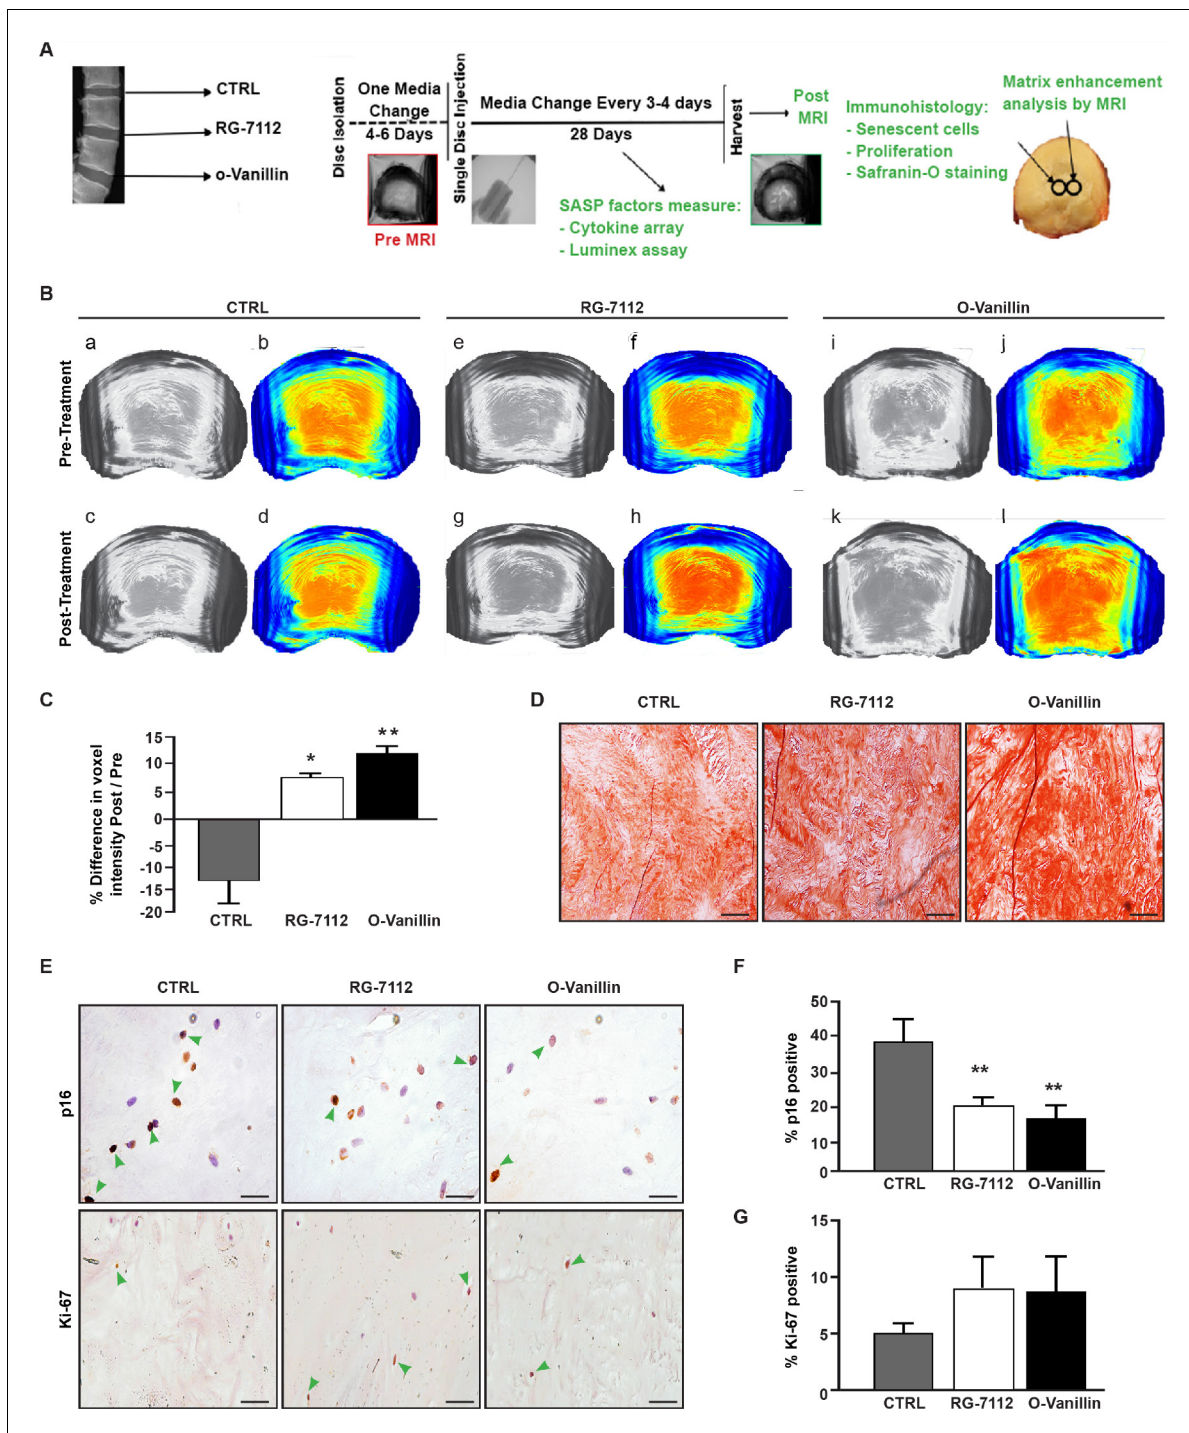 A
CTRL
RG-7112
o-Vanillin
Disc Isolation
One Media
Change
4-6 Days
Pre MRI
Single Disc Injection
Media Change Every 3-4 days
28 Days
SASP factors measure:
- Cytokine array
- Luminex assay
Harvest
Post
MRI
Immunohistology:
- Senescent cells
- Proliferation
- Safranin-O staining
Matrix enhancement
analysis by MRI
B
CTRL
RG-7112
O-Vanillin
Pre-Treatment
a
b
e
f
i
j
Post-Treatment
c
d
g
h
k
l
C
% Difference in voxel
intensity Post / Pre
15
10
5
0
-5
-10
-15
-20
*
**
CTRL
RG-7112
O-Vanillin
D
CTRL
RG-7112
O-Vanillin
E
CTRL
RG-7112
O-Vanillin
p16
Ki-67
F
% p16 positive
50
40
30
20
10
0
**
**
CTRL
RG-7112
O-Vanillin
G
% Ki-67 positive
15
10
5
0
CTRL
RG-7112
O-Vanillin